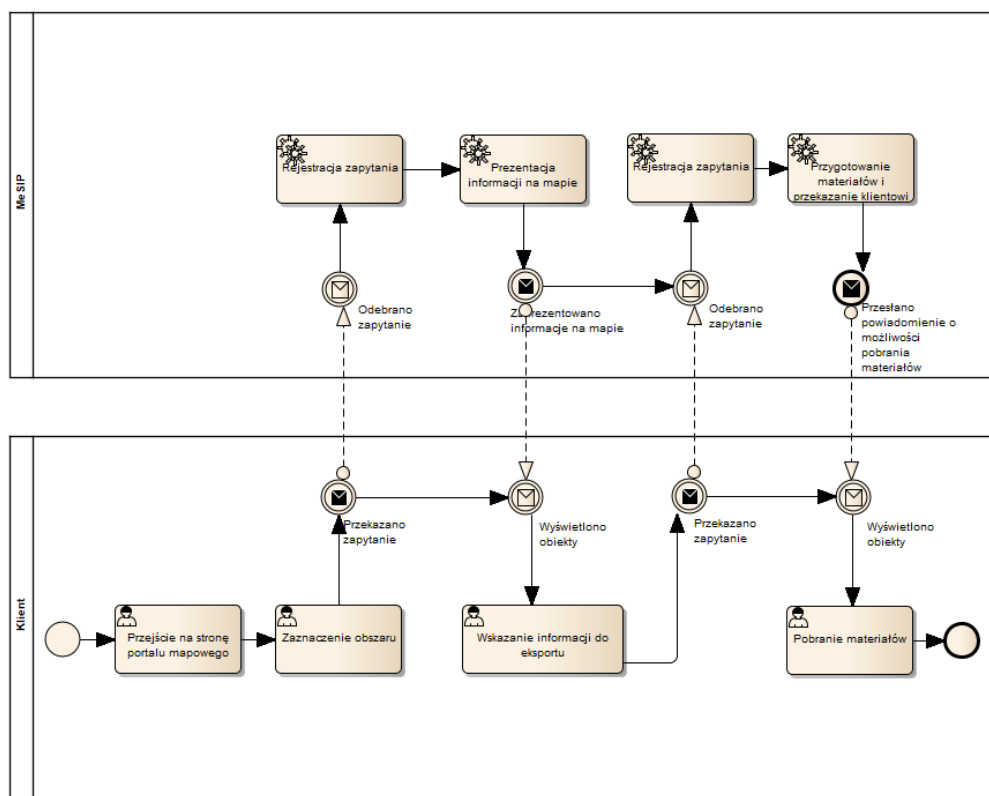 MeSIP
Rejestracja zapytania
Prezentacja
informacji na mapie
Rejestracja zapytania
Przygotowanie
materiałów i
przekazanie klientowi
Odebrano
zapytanie
informacje na mapie
Odebrano
zapytanie
Przesłano
powiadomienie o
możliwości
pobrania
materiałów
Klient
Przekazano
zapytanie
Wyświetlono
obiekty
Przekazano
zapytanie
Wyświetlono
obiekty
Przejście na stronę
portalu mapowego
Zaznaczenie obszaru
Wskazanie informacji do
eksportu
Pobranie materiałów